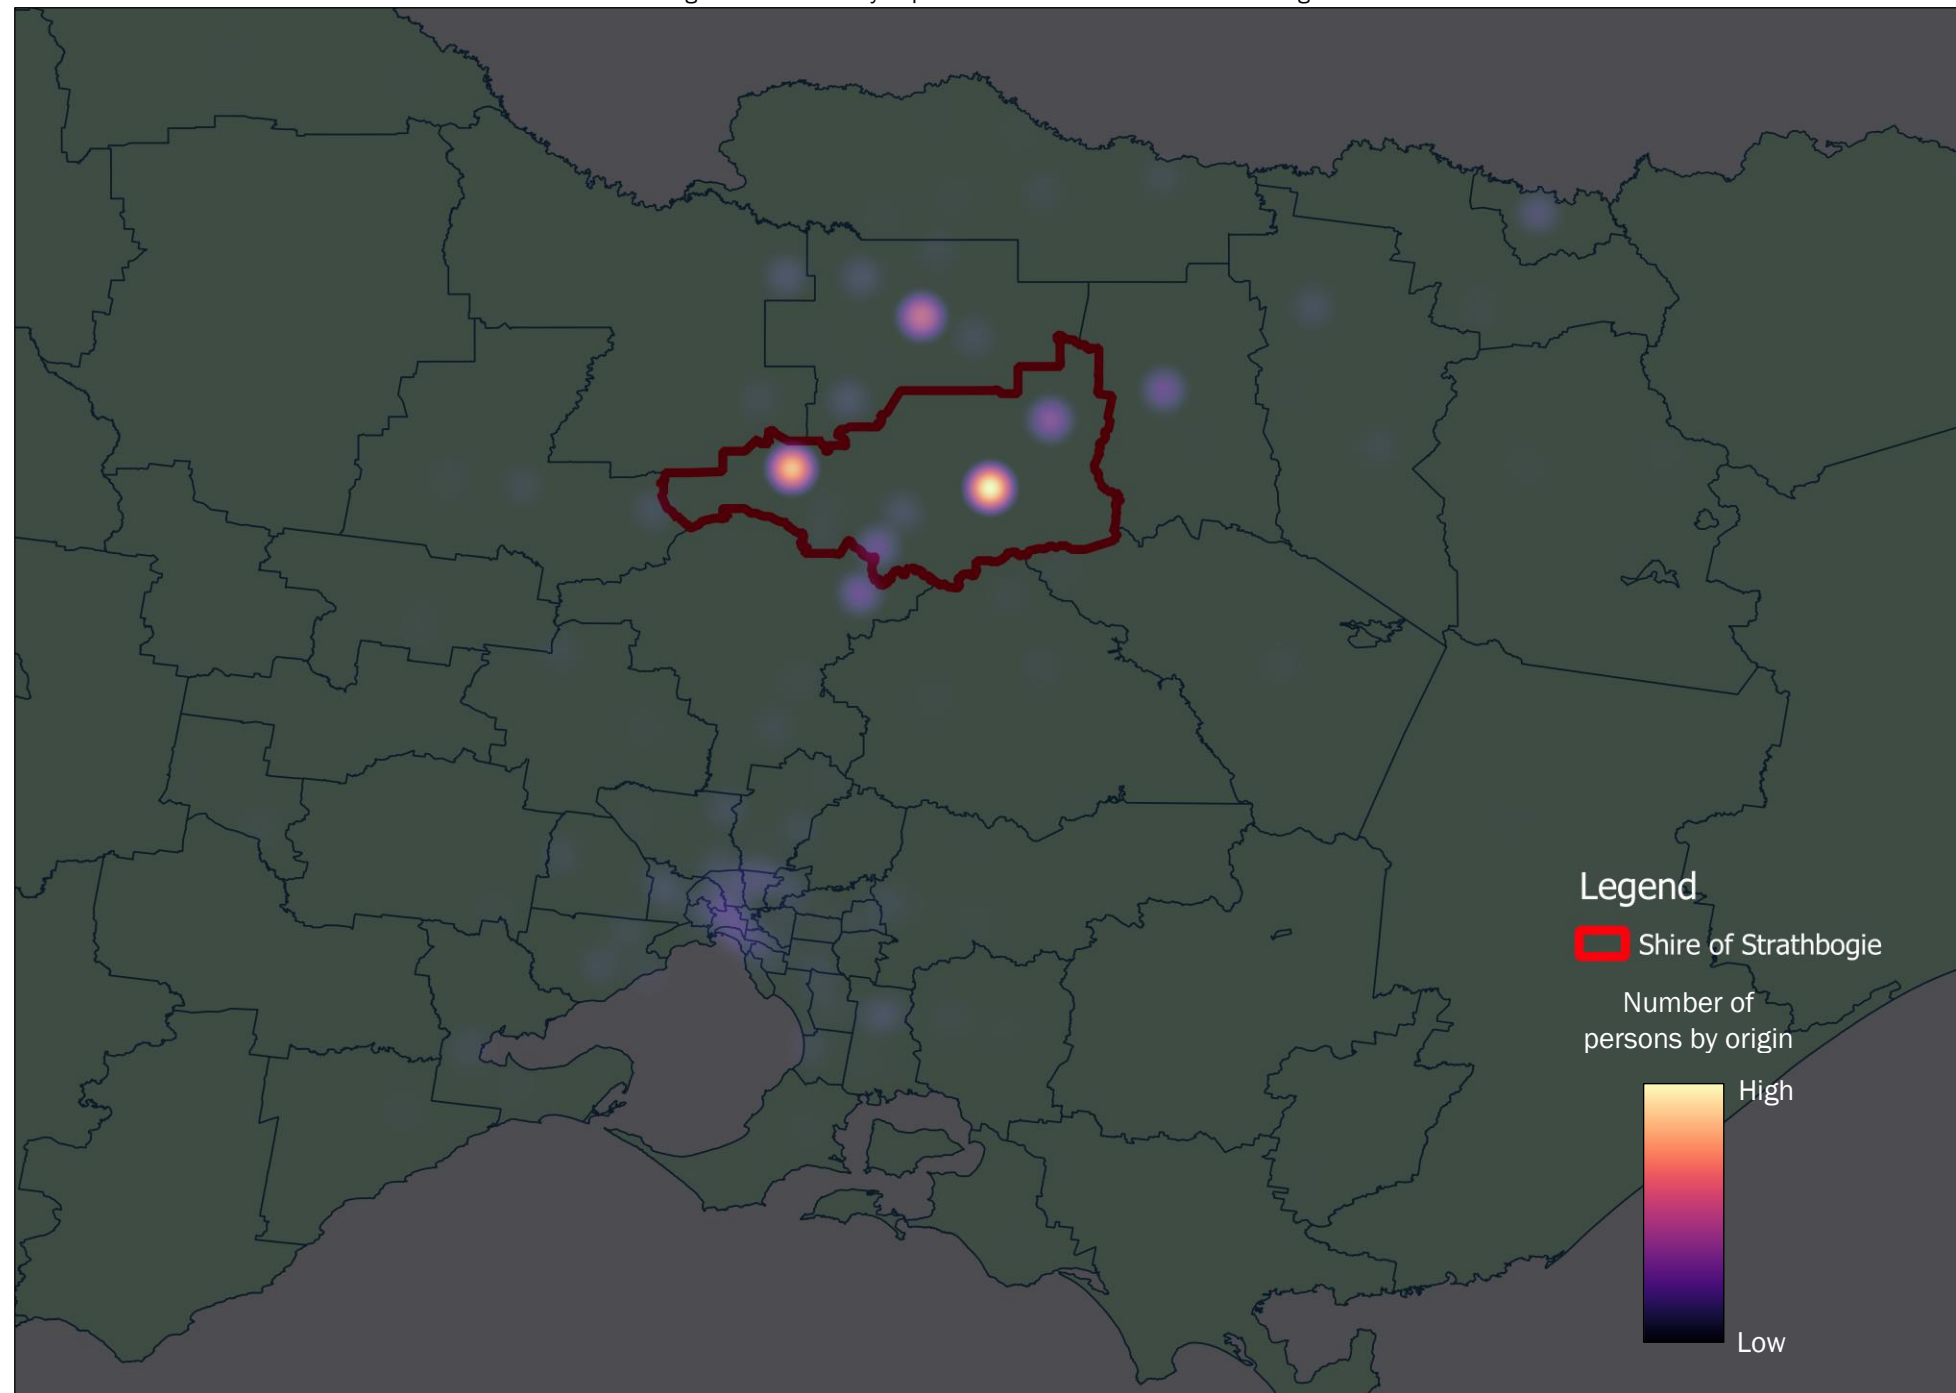 Legend
Shire of Strathbogie
Number of
persons by origin
High
Low